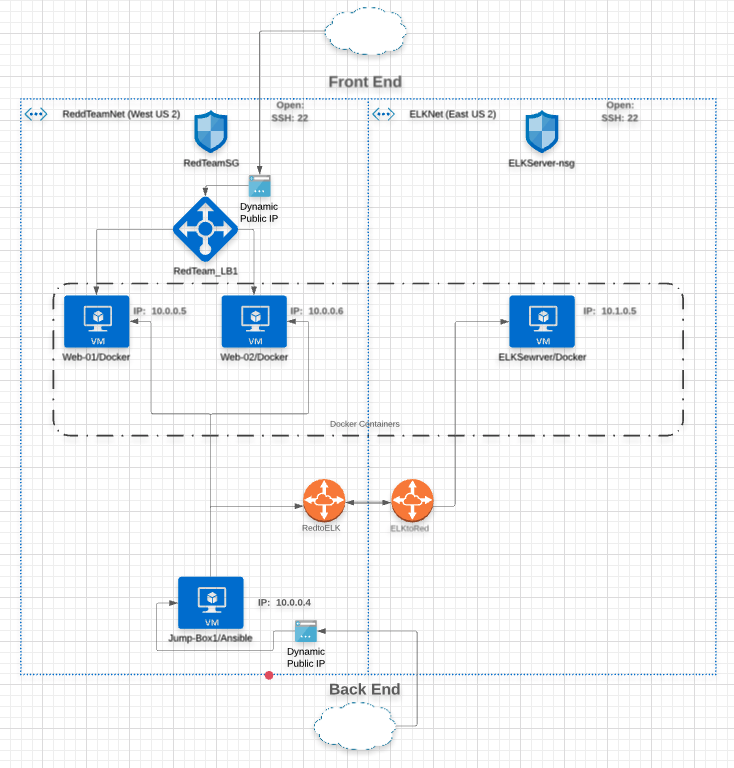 Front End
ReddTeamNet (West US 2)
Open:
SSH: 22
ELKNet (East US 2)
Open:
SSH: 22
RedTeamSG
ELKServer-nsg
Dynamic
Public IP
RedTeam_LB1
VM
IP: 10.0.0.5
VM
IP: 10.0.0.6
VM
IP: 10.1.0.5
Web-01/Docker
Web-02/Docker
ELKSewrver/Docker
Docker Containers
RedtoELK
ELKtoRed
VM
IP: 10.0.0.4
Jump-Box1/Ansible
Dynamic
Public IP
Back End